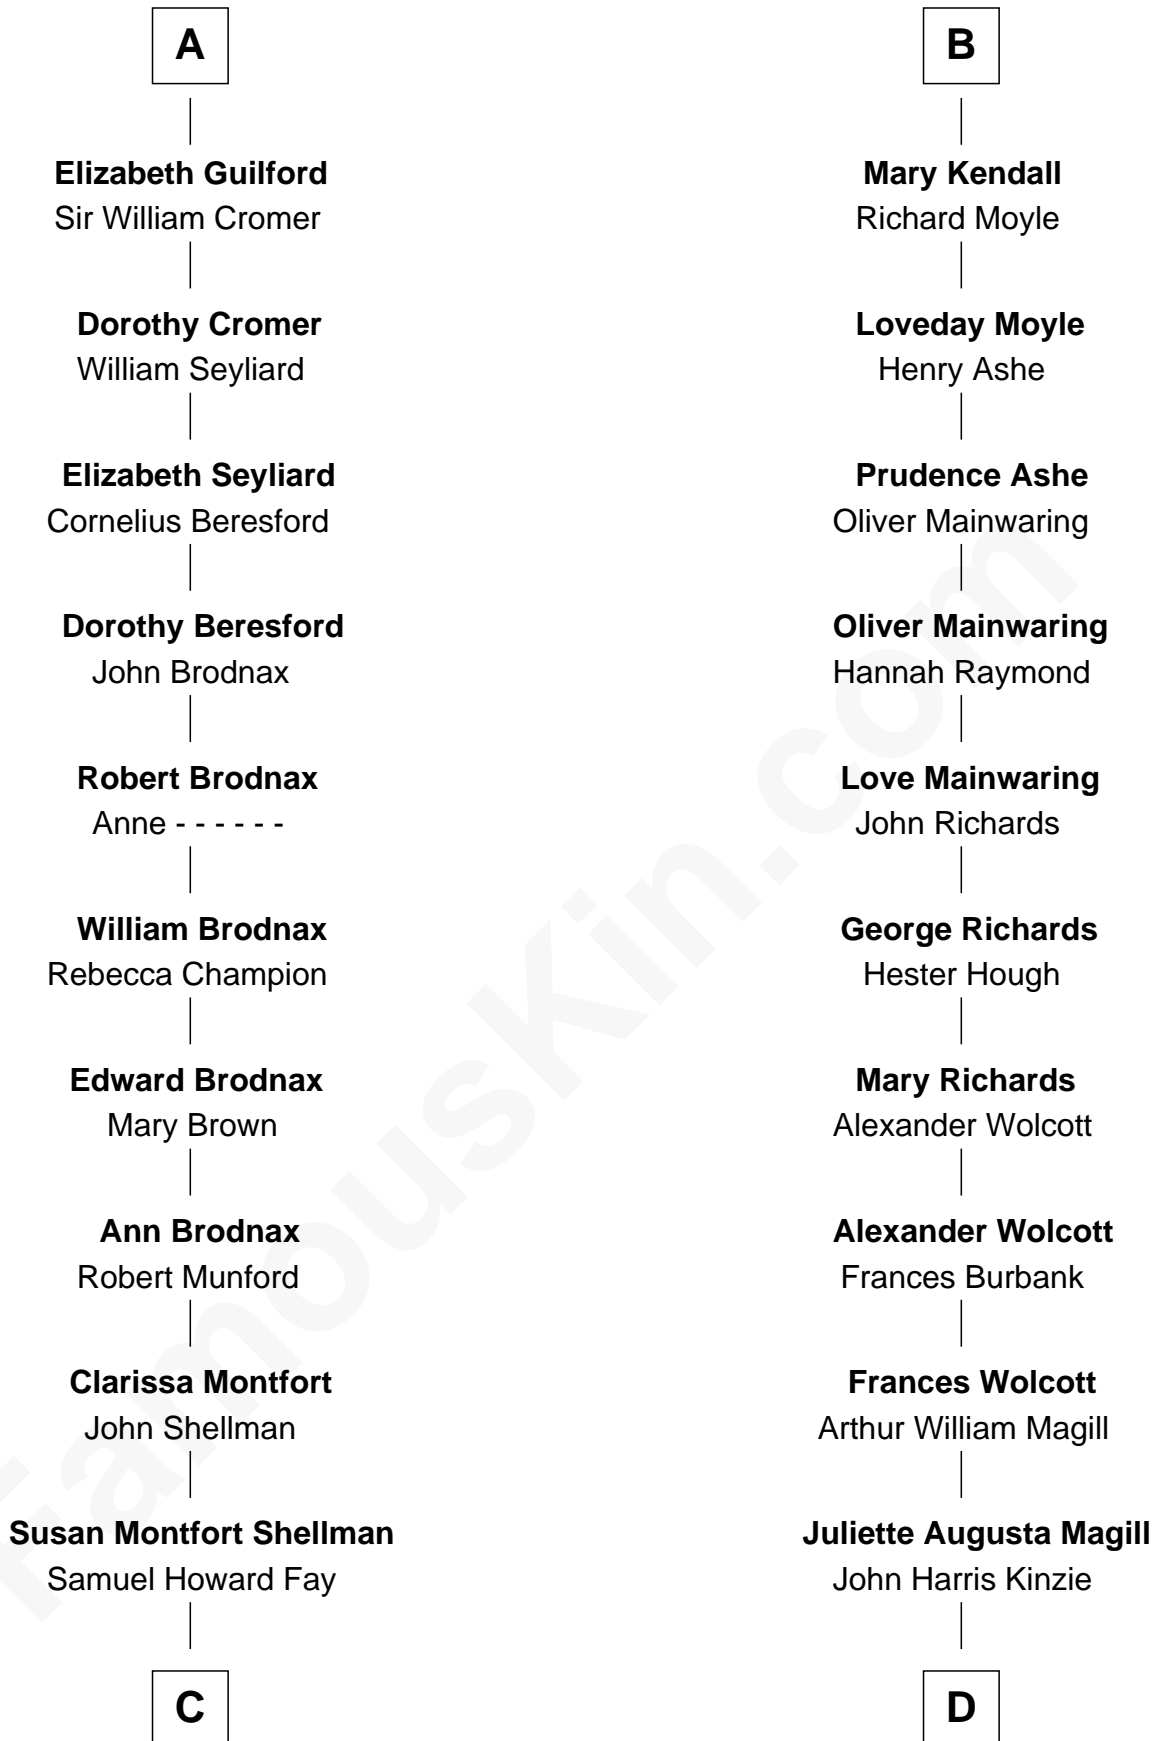 A
Elizabeth Guilford
Sir William Cromer
Dorothy Cromer
William Seyliard
Elizabeth Seyliard
Cornelius Beresford
Dorothy Beresford
John Brodnax
Robert Brodnax
Anne - - - - - -
William Brodnax
Rebecca Champion
Edward Brodnax
Mary Brown
Ann Brodnax
Robert Munford
Clarissa Montfort
John Shellman
Susan Montfort Shellman
Samuel Howard Fay
C
B
Mary Kendall
Richard Moyle
Loveday Moyle
Henry Ashe
Prudence Ashe
Oliver Mainwaring
Oliver Mainwaring
Hannah Raymond
Love Mainwaring
John Richards
George Richards
Hester Hough
Mary Richards
Alexander Wolcott
Alexander Wolcott
Frances Burbank
Frances Wolcott
Arthur William Magill
Juliette Augusta Magill
John Harris Kinzie
D
FamousKin.com